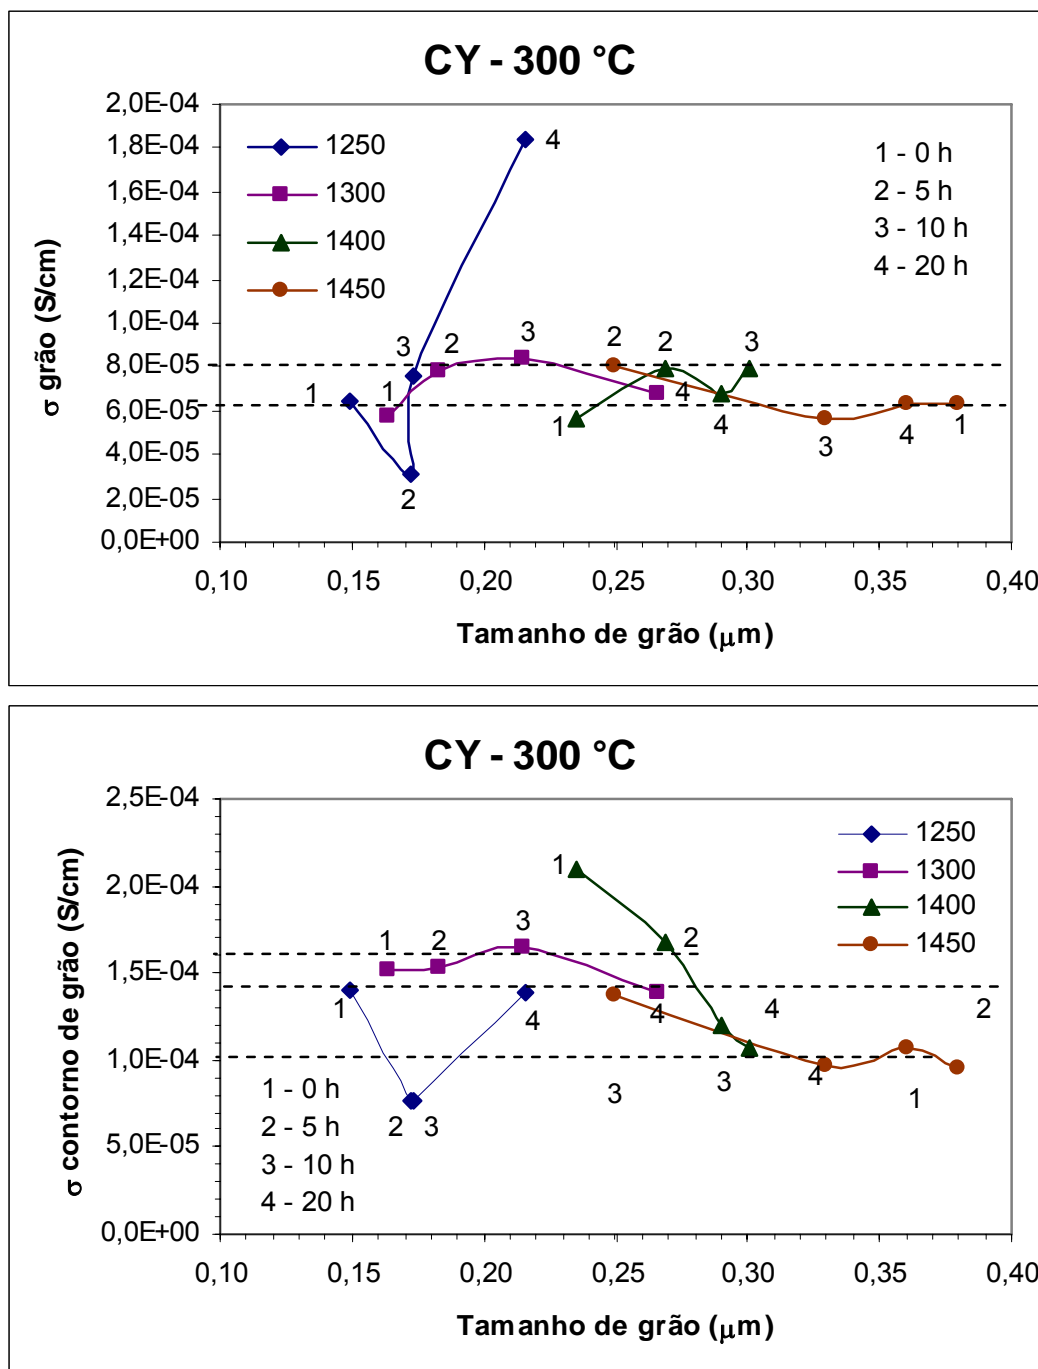 CY - 300 °C
2,0E-04
1,8E-04
1,6E-04
1,4E-04
1,2E-04
1,0E-04
8,0E-05
6,0E-05
4,0E-05
2,0E-05
0,0E+00
σ grão (S/cm)
1250
1300
1400
1450
1 - 0 h
2 - 5 h
3 - 10 h
4 - 20 h
4
3
2
3
2
2
3
1
1
4
1
4
3
4
1
2
0,10
0,15
0,20
0,25
0,30
0,35
0,40
Tamanho de grão (µm)
CY - 300 °C
2,5E-04
2,0E-04
1,5E-04
1,0E-04
5,0E-05
0,0E+00
σ contorno de grão (S/cm)
1250
1300
1400
1450
1
3
1
2
2
1
4
4
4
2
3
3
4
1
2
3
1 - 0 h
2 - 5 h
3 - 10 h
4 - 20 h
0,10
0,15
0,20
0,25
0,30
0,35
0,40
Tamanho de grão (µm)